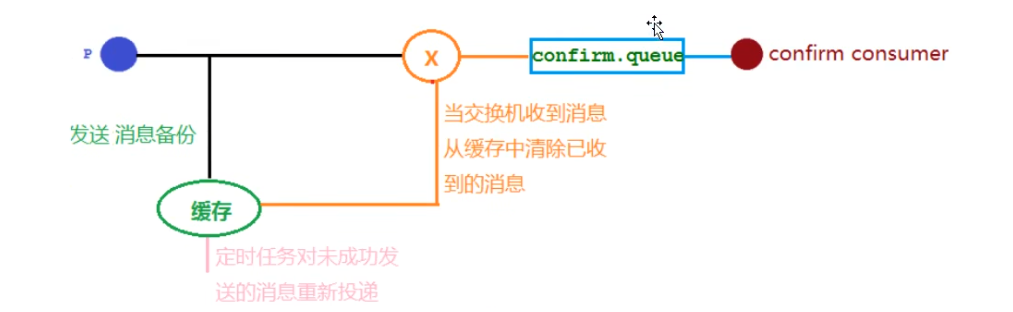 P
X
confirm.queue
confirm consumer
发送 消息备份
当交换机收到消息
从缓存中清除已收
到的消息
缓存
定时任务对未成功发
送的消息重新投递